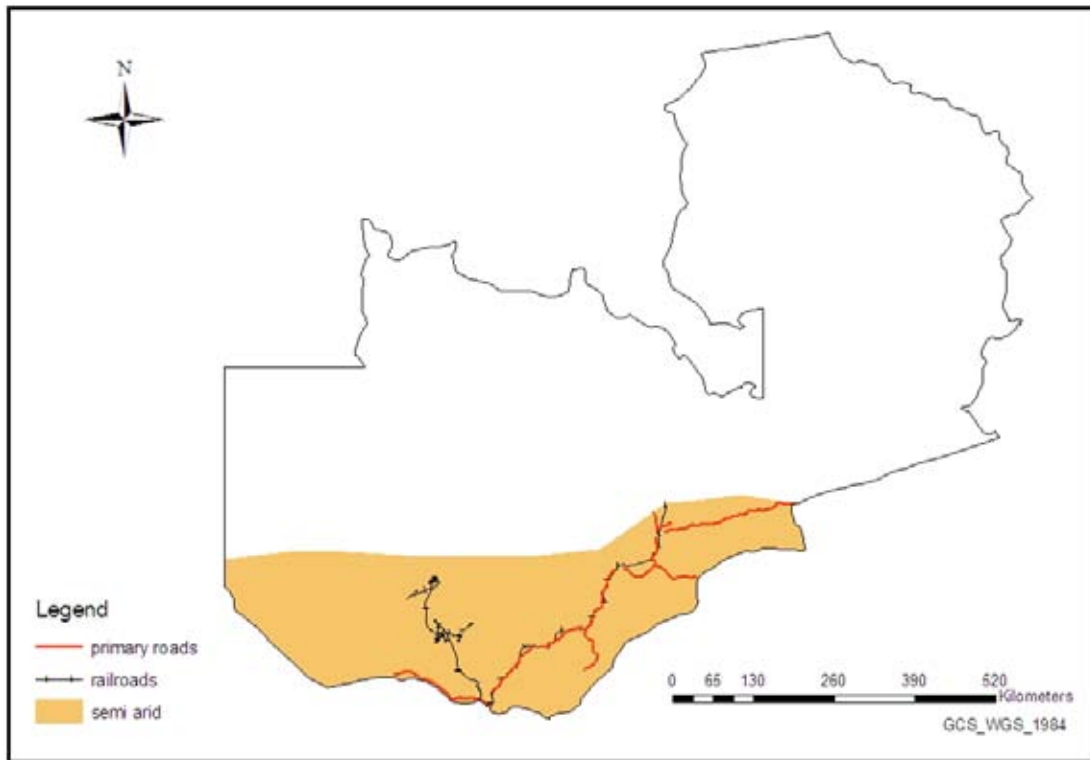 N
Legend
primary roads
railroads
semi arid
0 65 130 260 390 520
Kilometers
GCS_WGS_1984